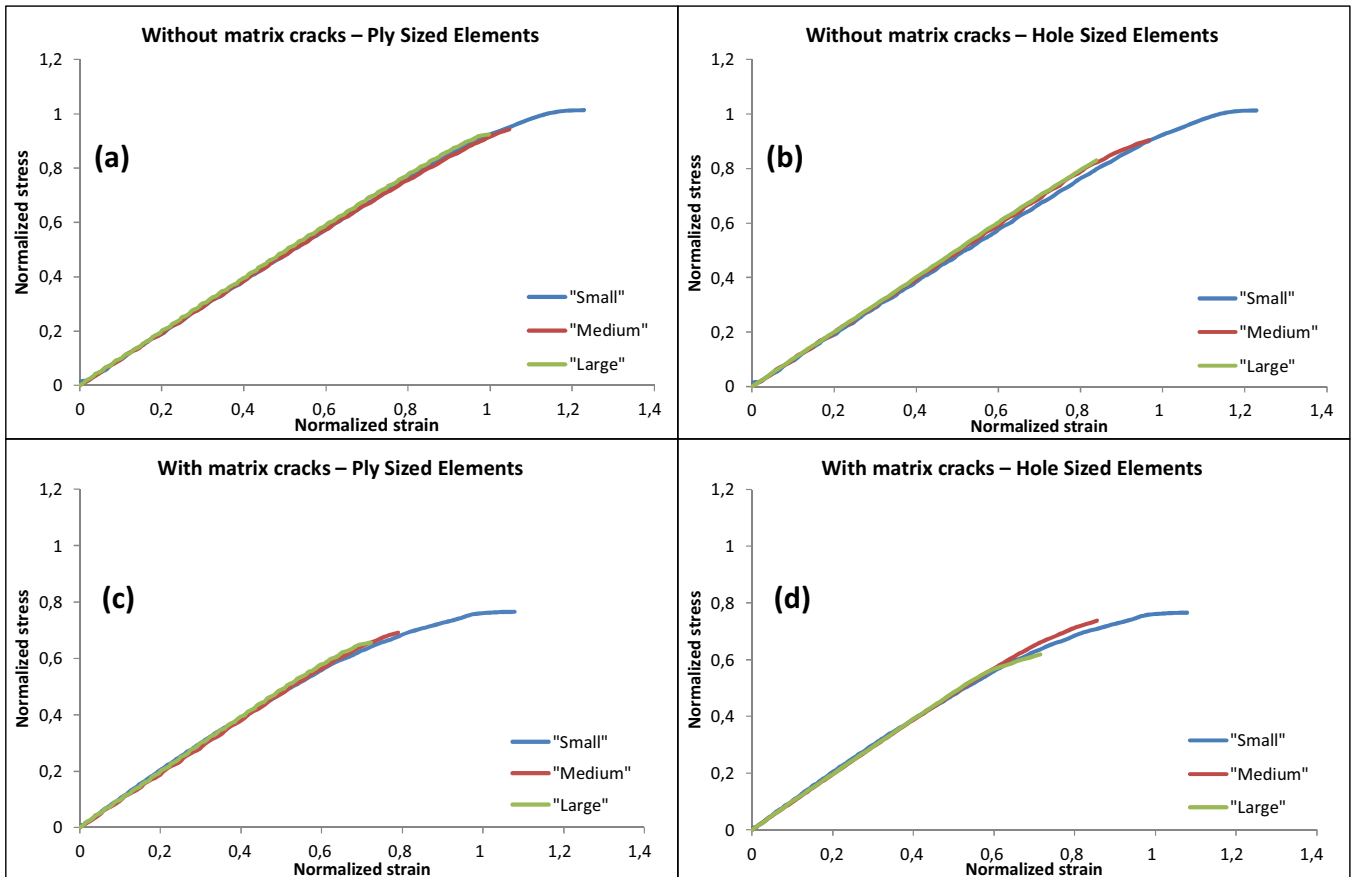 Without matrix cracks – Ply Sized Elements
1,2
1
0,8
0,6
0,4
0,2
0
Normalized stress
(a)
"Small"
"Medium"
"Large"
0 0,2 0,4 0,6 0,8 1 1,2 1,4
Normalized strain
Without matrix cracks – Hole Sized Elements
1,2
1
0,8
0,6
0,4
0,2
0
Normalized stress
(b)
"Small"
"Medium"
"Large"
0 0,2 0,4 0,6 0,8 1 1,2 1,4
Normalized strain
With matrix cracks – Ply Sized Elements
1,2
1
0,8
0,6
0,4
0,2
0
Normalized stress
(c)
"Small"
"Medium"
"Large"
0 0,2 0,4 0,6 0,8 1 1,2 1,4
Normalized strain
With matrix cracks – Hole Sized Elements
1,2
1
0,8
0,6
0,4
0,2
0
Normalized stress
(d)
"Small"
"Medium"
"Large"
0 0,2 0,4 0,6 0,8 1 1,2 1,4
Normalized strain